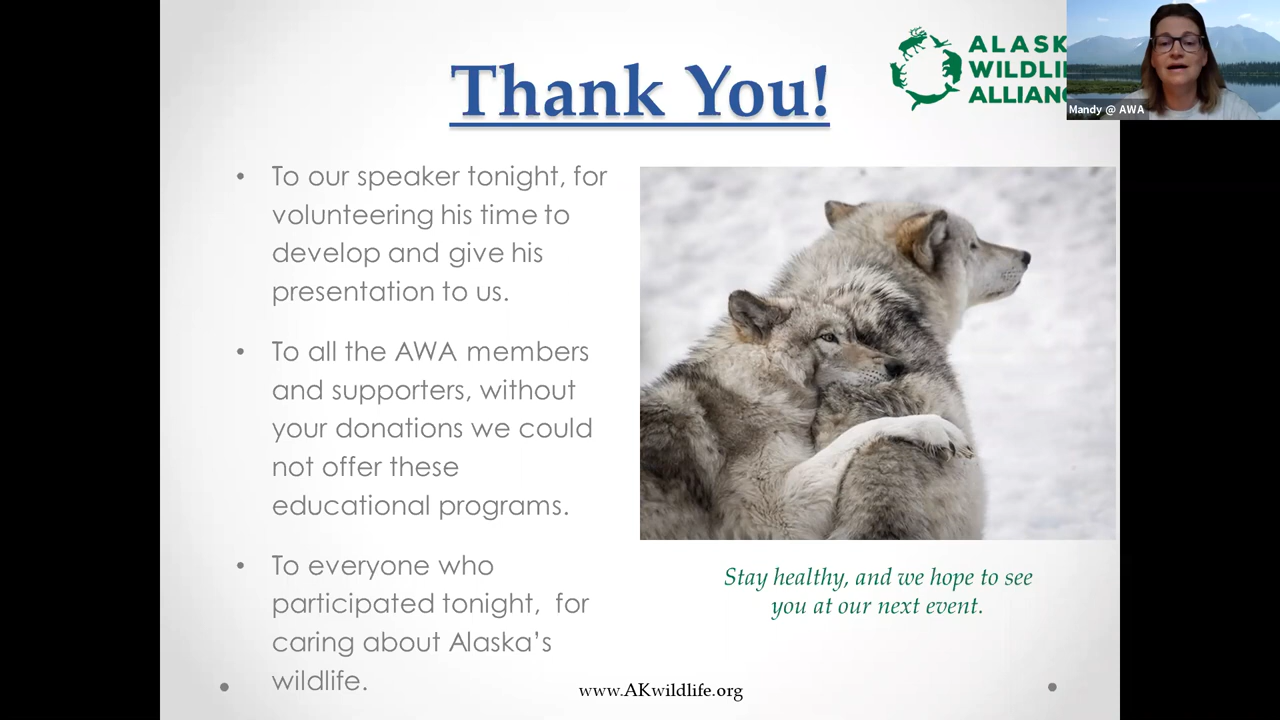 Thank You!
ALASK
WILDLI
ALLIANC
Mandy @ AWA
• To our speaker tonight, for
volunteering his time to
develop and give his
presentation to us.
• To all the AWA members
and supporters, without
your donations we could
not offer these
educational programs.
• To everyone who
participated tonight,  for
caring about Alaska’s
wildlife.
Stay healthy, and we hope to see
you at our next event.
www.AKwildlife.org